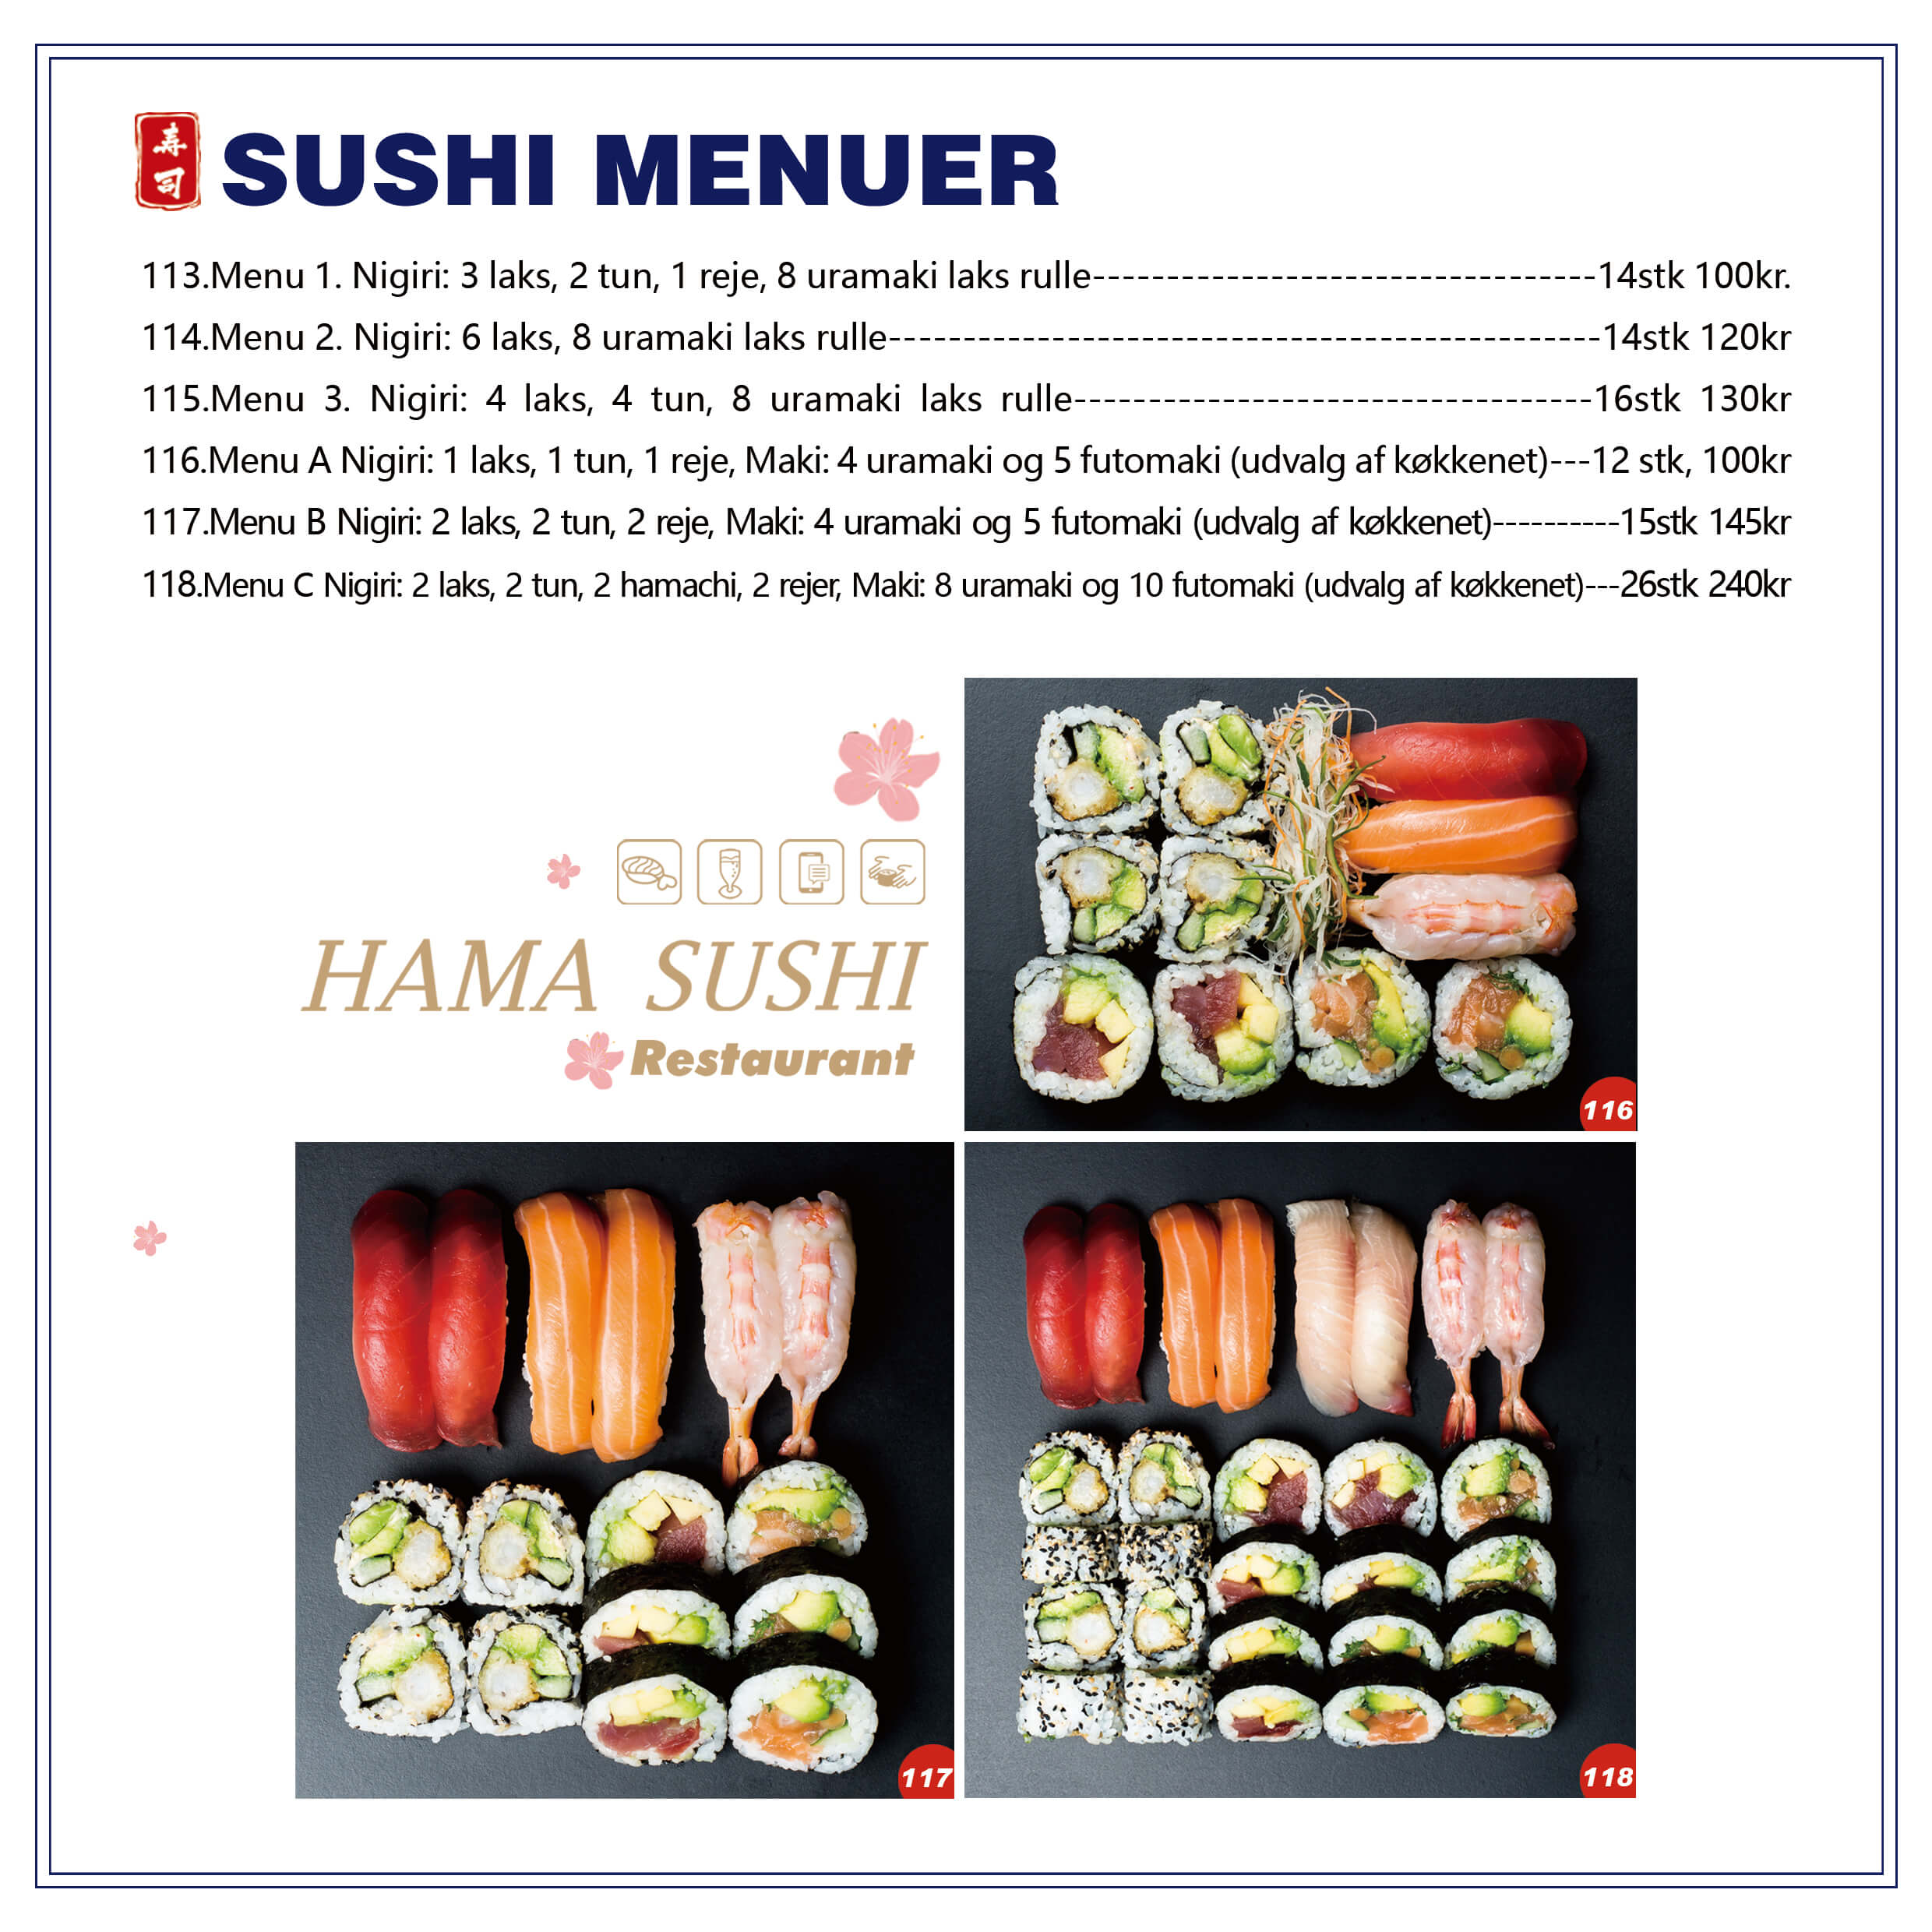 寿司
SUSHI MENUER
113.Menu 1. Nigiri: 3 laks, 2 tun, 1 reje, 8 uramaki laks rulle----------------------------------14stk 100kr.
114.Menu 2. Nigiri: 6 laks, 8 uramaki laks rulle------------------------------------------------14stk 120kr
115.Menu 3. Nigiri: 4 laks, 4 tun, 8 uramaki laks rulle-----------------------------------16stk 130kr
116.Menu A Nigiri: 1 laks, 1 tun, 1 reje, Maki: 4 uramaki og 5 futomaki (udvalg af køkkenet)---12 stk, 100kr
117.Menu B Nigiri: 2 laks, 2 tun, 2 reje, Maki: 4 uramaki og 5 futomaki (udvalg af køkkenet)----------15stk 145kr
118.Menu C Nigiri: 2 laks, 2 tun, 2 hamachi, 2 rejer, Maki: 8 uramaki og 10 futomaki (udvalg af køkkenet)---26stk 240kr
HAMA SUSHI
Restaurant
116
117
118